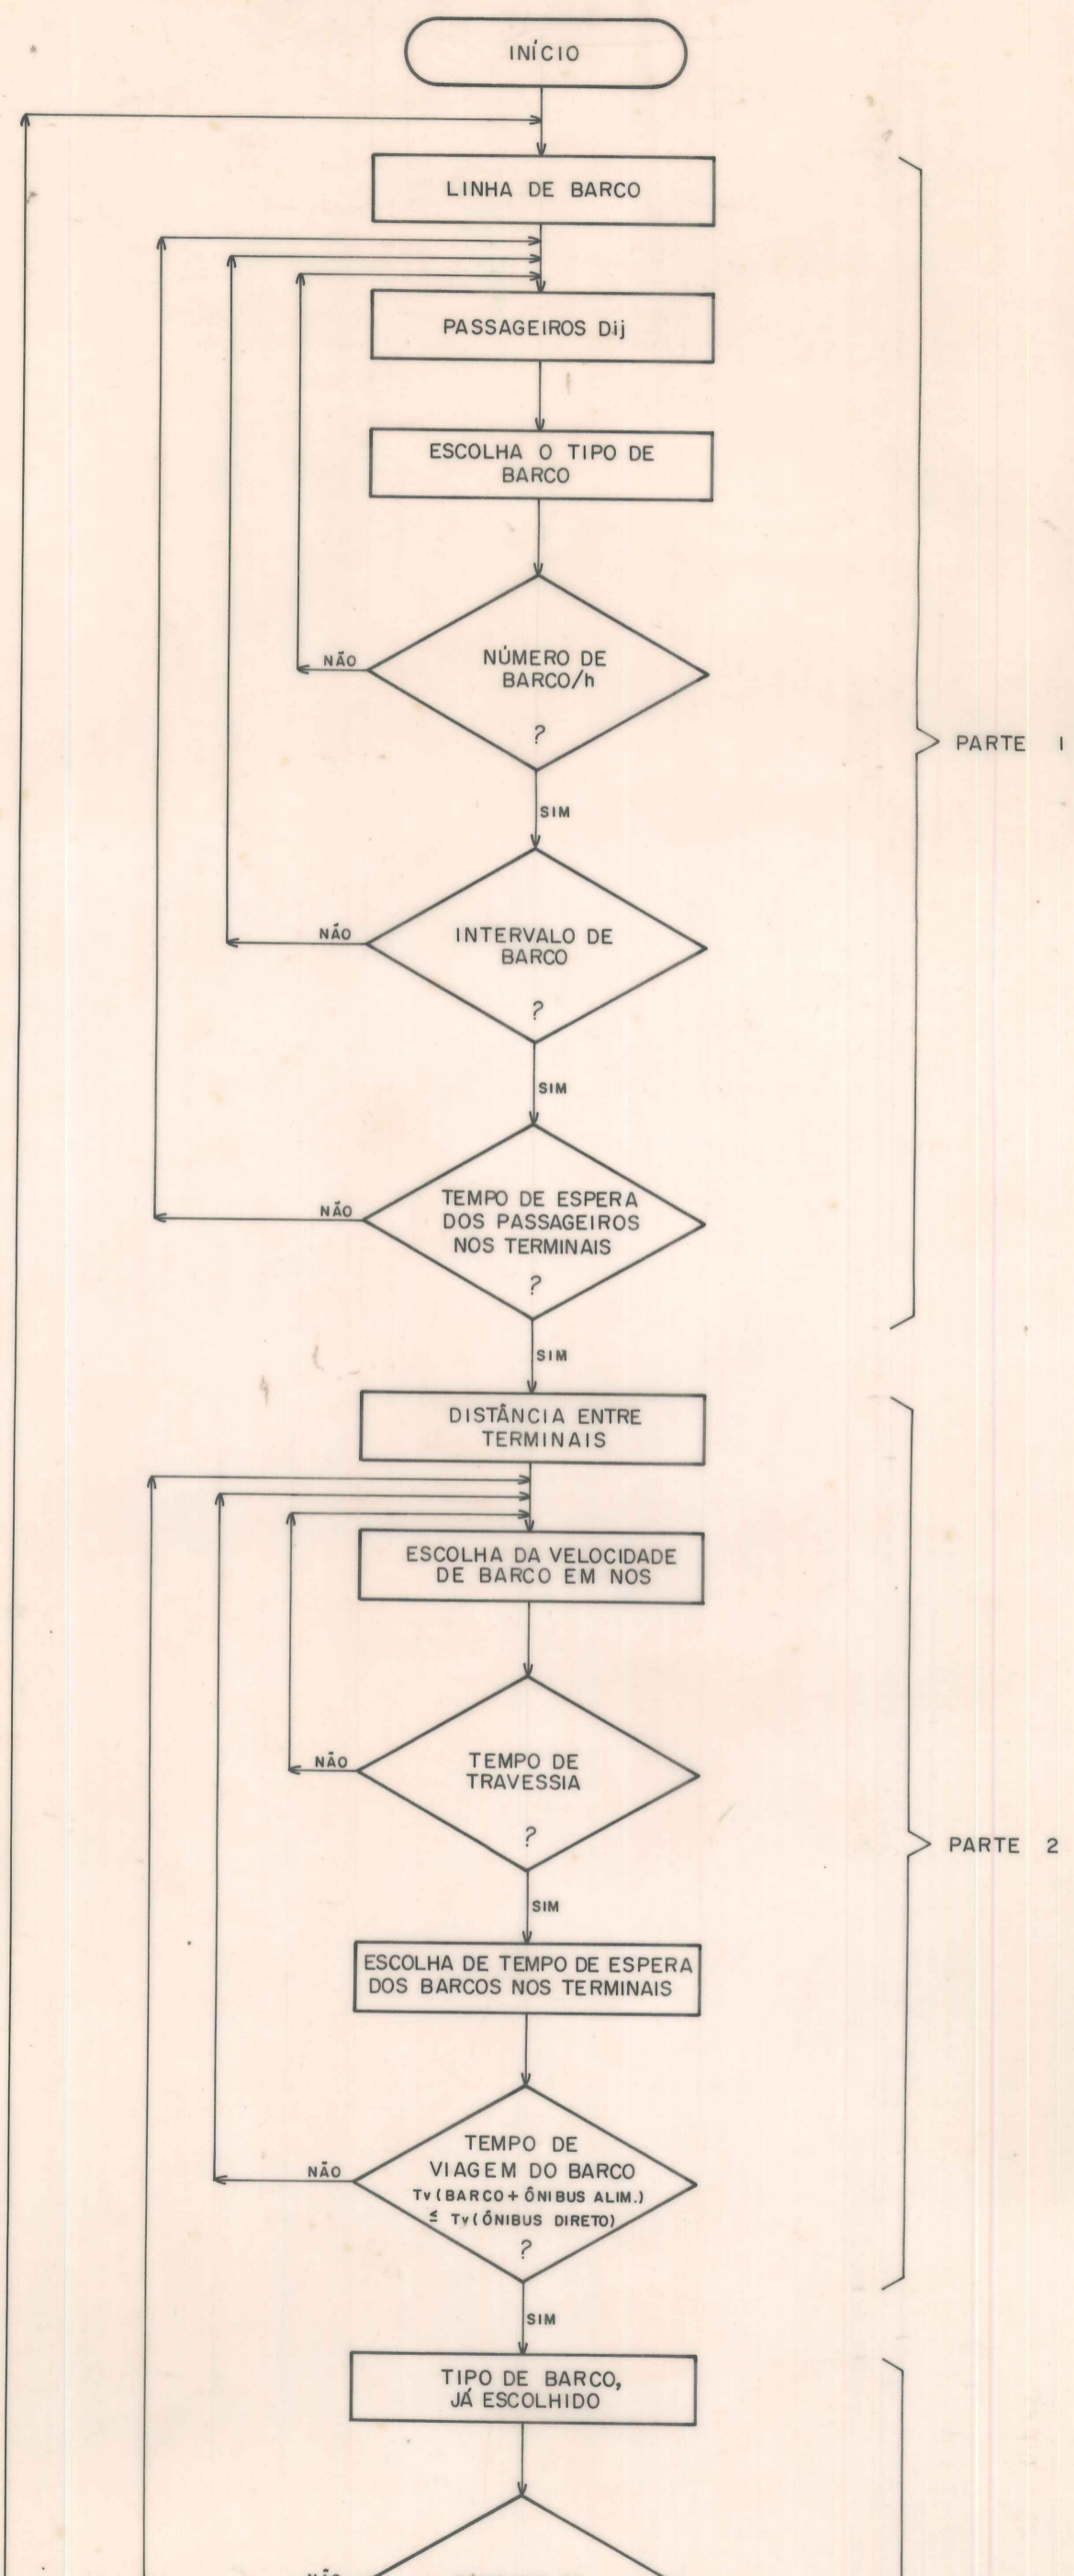 INÍCIO
LINHA DE BARCO
PASSAGEIROS Dij
ESCOLHA O TIPO DE
BARCO
NÚMERO DE
BARCO/h
?
NÃO
PARTE 1
SIM
INTERVALO DE
BARCO
?
NÃO
SIM
TEMPO DE ESPERA
DOS PASSAGEIROS
NOS TERMINAIS
?
NÃO
SIM
DISTÂNCIA ENTRE
TERMINAIS
ESCOLHA DA VELOCIDADE
DE BARCO EM NOS
TEMPO DE
TRAVESSIA
?
NÃO
PARTE 2
SIM
ESCOLHA DE TEMPO DE ESPERA
DOS BARCOS NOS TERMINAIS
TEMPO DE
VIAGEM DO BARCO
Tv (BARCO + ÔNIBUS ALIM.)
≤ Tv (ÔNIBUS DIRETO)
?
NÃO
SIM
TIPO DE BARCO,
JÁ ESCOLHIDO